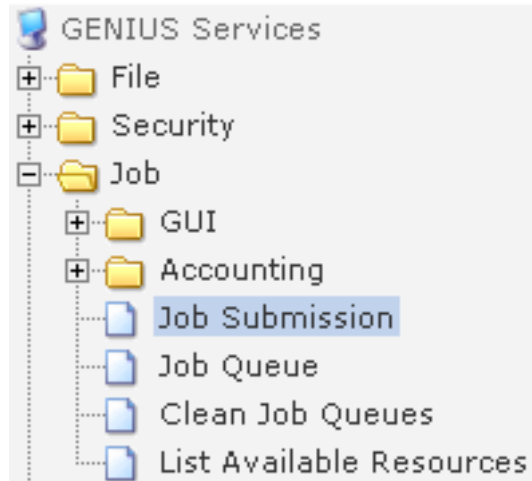 GENIUS Services
File
Security
Job
GUI
Accounting
Job Submission
Job Queue
Clean Job Queues
List Available Resources